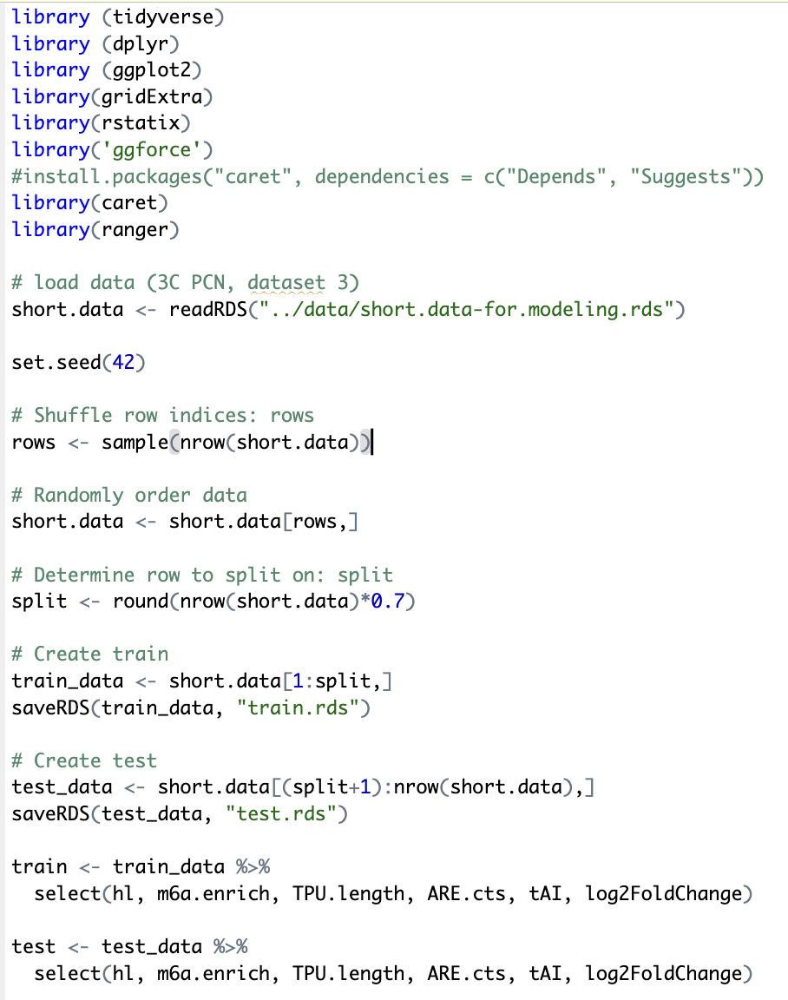 library (tidyverse)
library (dplyr)
library (ggplot2)
library(gridExtra)
library(rstatix)
library('ggforce')
#install.packages("caret", dependencies = c("Depends", "Suggests"))
library(caret)
library(ranger)
# load data (3C PCN, dataset 3)
short.data <- readRDS("../data/short.data-for.modeling.rds")
set.seed(42)
# Shuffle row indices: rows
rows <- sample(nrow(short.data))
# Randomly order data
short.data <- short.data[rows,]
# Determine row to split on: split
split <- round(nrow(short.data)*0.7)
# Create train
train_data <- short.data[1:split,]
saveRDS(train_data, "train.rds")
# Create test
test_data <- short.data[(split+1):nrow(short.data),]
saveRDS(test_data, "test.rds")
train <- train_data %>%
  select(hl, m6a.enrich, TPU.length, ARE.cts, tAI, log2FoldChange)
test <- test_data %>%
  select(hl, m6a.enrich, TPU.length, ARE.cts, tAI, log2FoldChange)